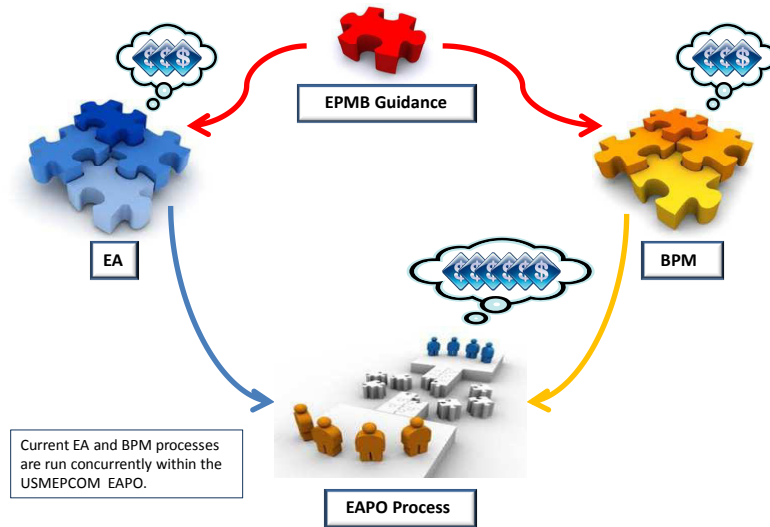 $$$
$$$
EPMB Guidance
EA
BPM
$$$$$$
Current EA and BPM processes
are run concurrently within the
USMEPCOM EAPO.
EAPO Process